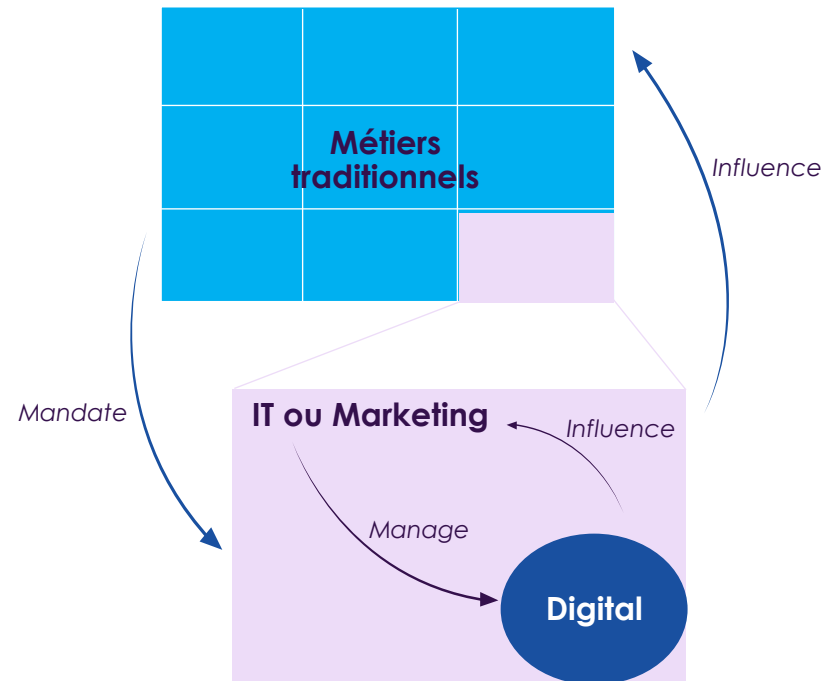 Métiers
traditionnels
Influence
Mandate
IT ou Marketing
Influence
Manage
Digital